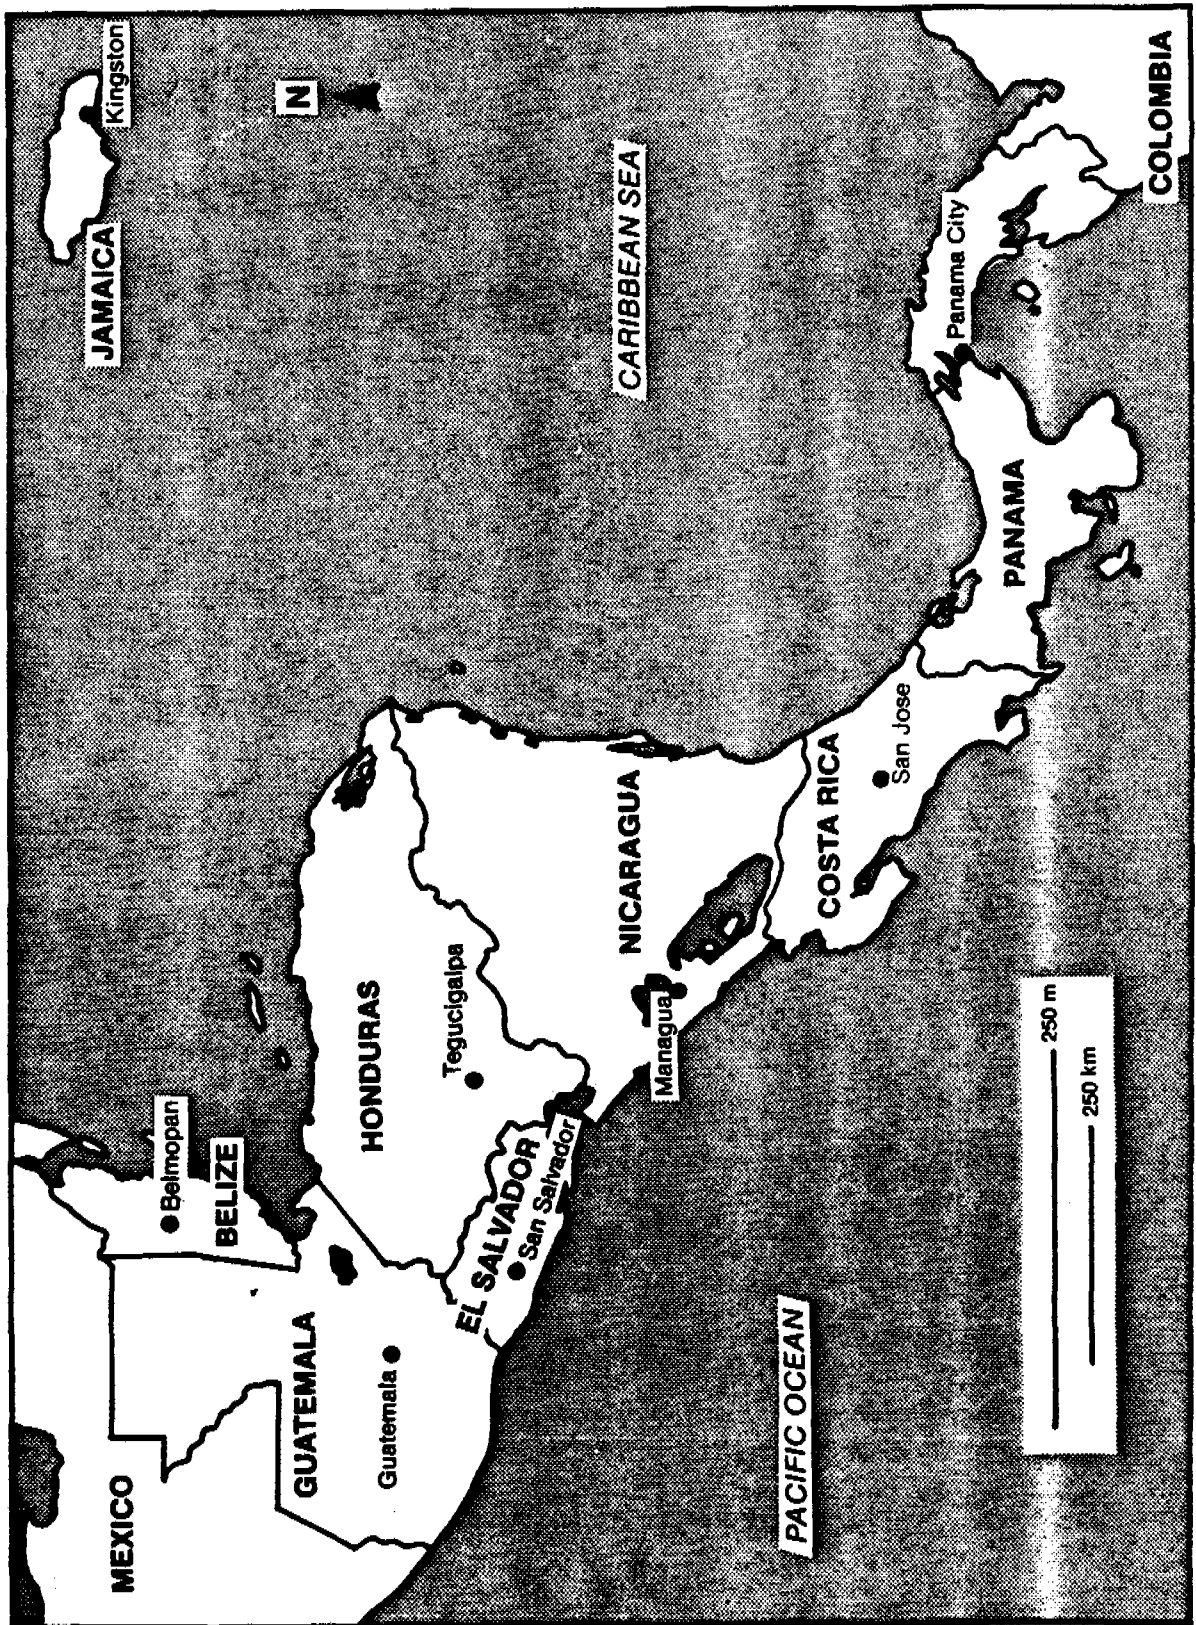 JAMAICA
Kingston
N
MEXICO
Belmopan
BELIZE
GUATEMALA
Guatemala
HONDURAS
Tegucigalpa
EL SALVADOR
San Salvador
CARIBBEAN SEA
NICARAGUA
Managua
PACIFIC OCEAN
COSTA RICA
San Jose
Panama City
PANAMA
COLOMBIA
250 m
250 km